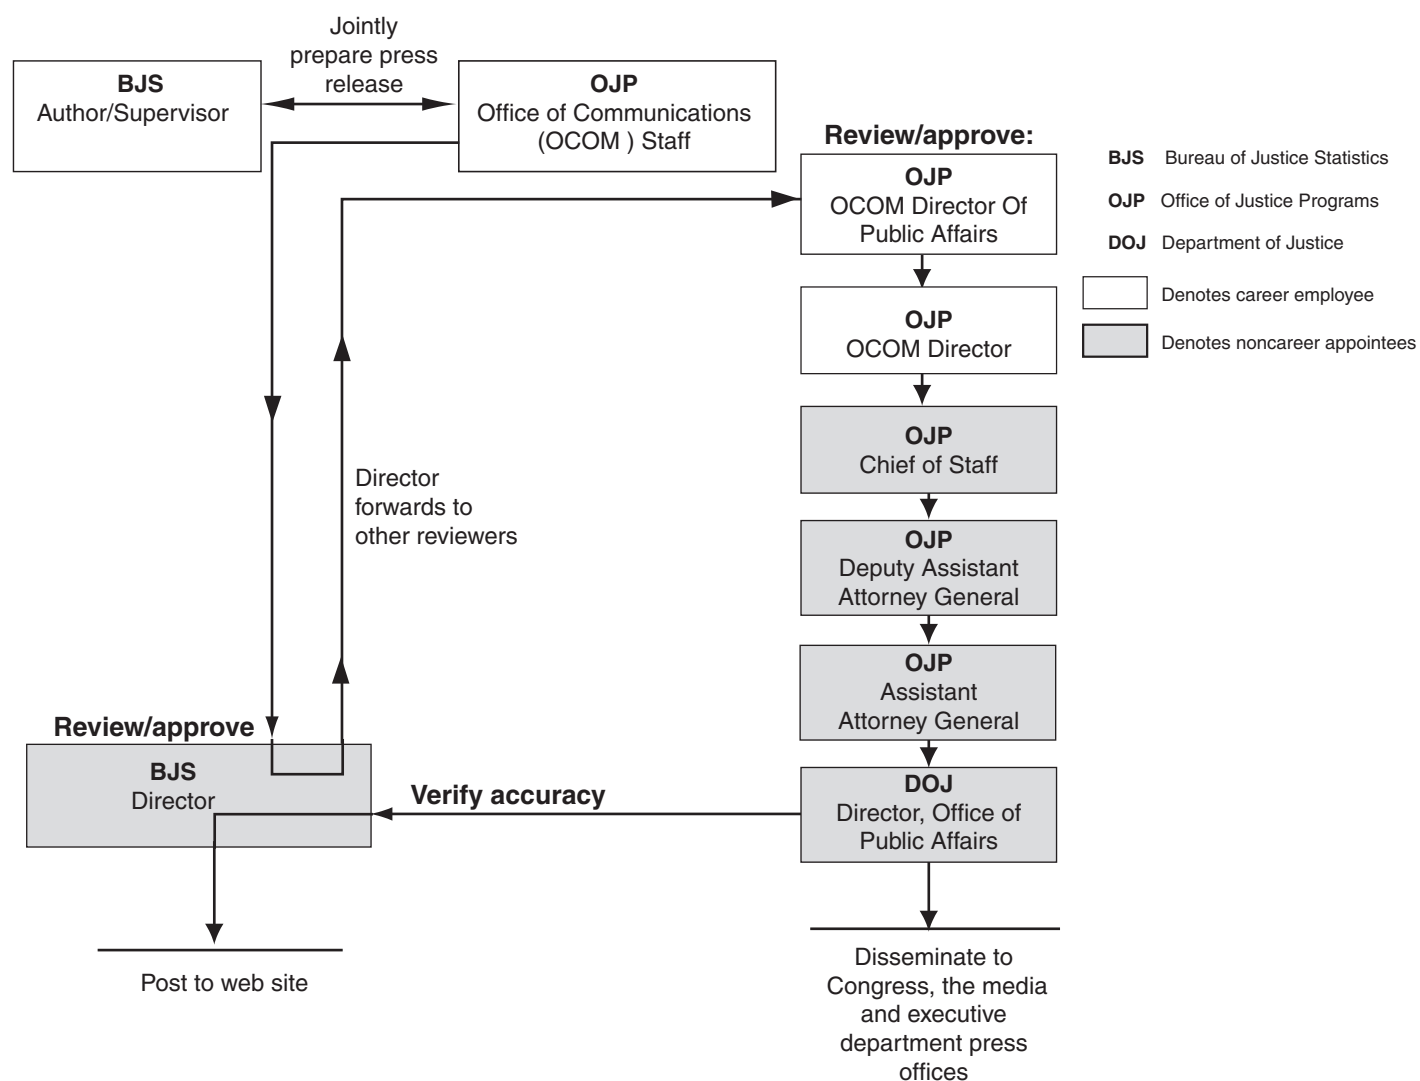 Jointly
prepare press
release
BJS
Author/Supervisor
OJP
Office of Communications
(OCOM ) Staff
Review/approve:
OJP
OCOM Director Of
Public Affairs
OJP
OCOM Director
OJP
Chief of Staff
OJP
Deputy Assistant
Attorney General
OJP
Assistant
Attorney General
DOJ
Director, Office of
Public Affairs
BJS Bureau of Justice Statistics
OJP Office of Justice Programs
DOJ Department of Justice
Denotes career employee
Denotes noncareer appointees
Director
forwards to
other reviewers
Review/approve
BJS
Director
Verify accuracy
Post to web site
Disseminate to
Congress, the media
and executive
department press
offices